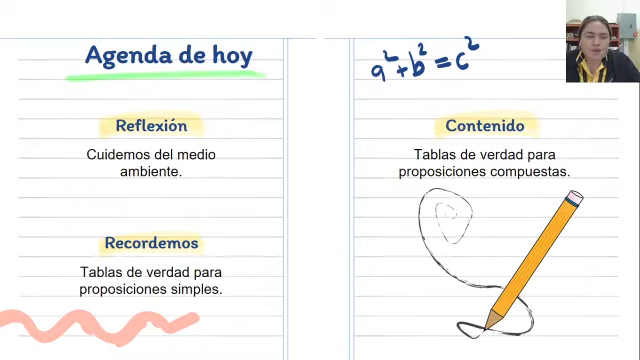 Agenda de hoy
Reflexión
Cuidemos del medio
ambiente.
Recordemos
Tablas de verdad para
proposiciones simples.
a² + b² = c²
Contenido
Tablas de verdad para
proposiciones compuestas.